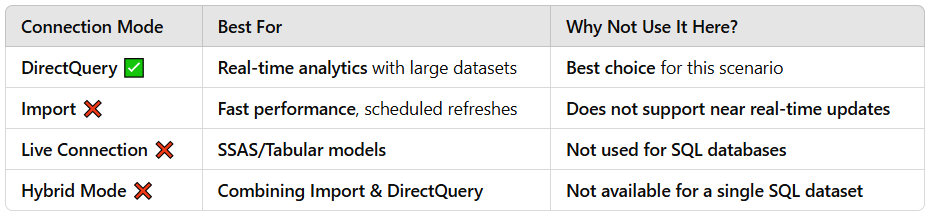 Connection Mode Best For Why Not Use It Here?
DirectQuery ✅ Real-time analytics with large datasets Best choice for this scenario
Import ❌ Fast performance, scheduled refreshes Does not support near real-time updates
Live Connection ❌ SSAS/Tabular models Not used for SQL databases
Hybrid Mode ❌ Combining Import & DirectQuery Not available for a single SQL dataset